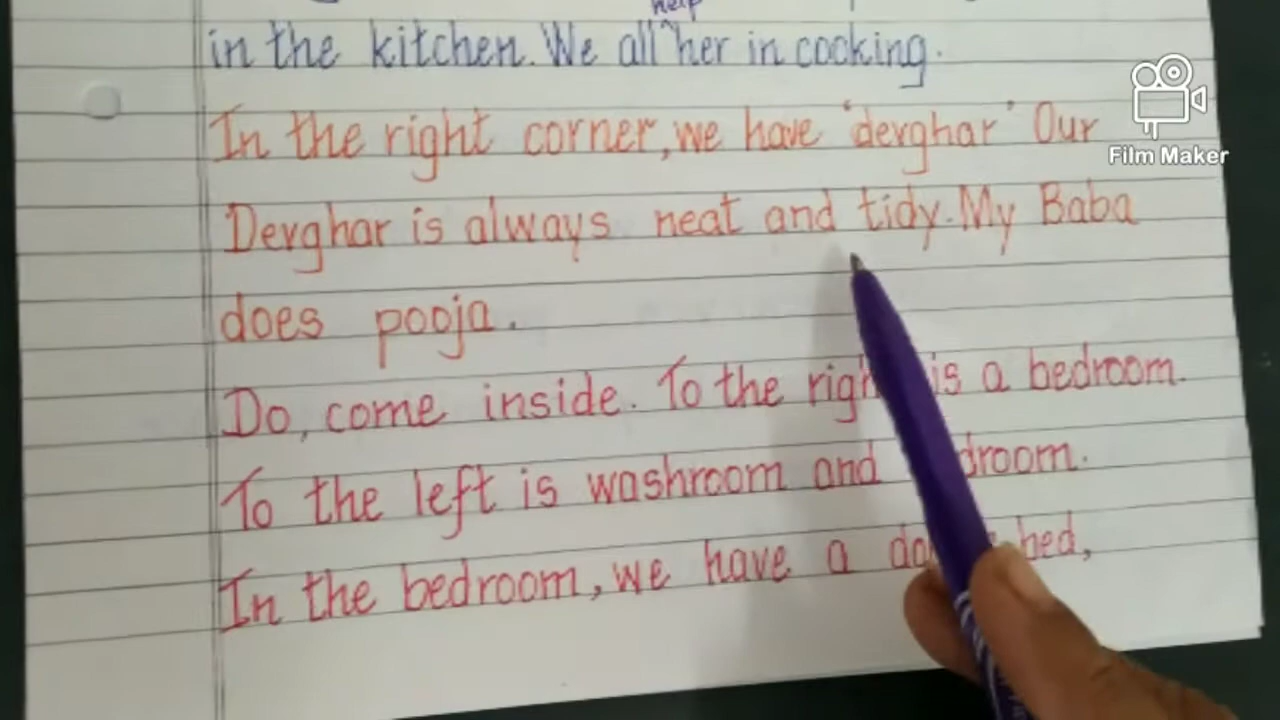 help
in the kitchen. We all ^ her in cooking.
In the right corner, we have 'devghar' Our
Devghar is always neat and tidy. My Baba
does pooja.
Do, come inside. To the is a bedroom.
To the left is washroom and
In the bedroom, we have a bed,
Film Maker